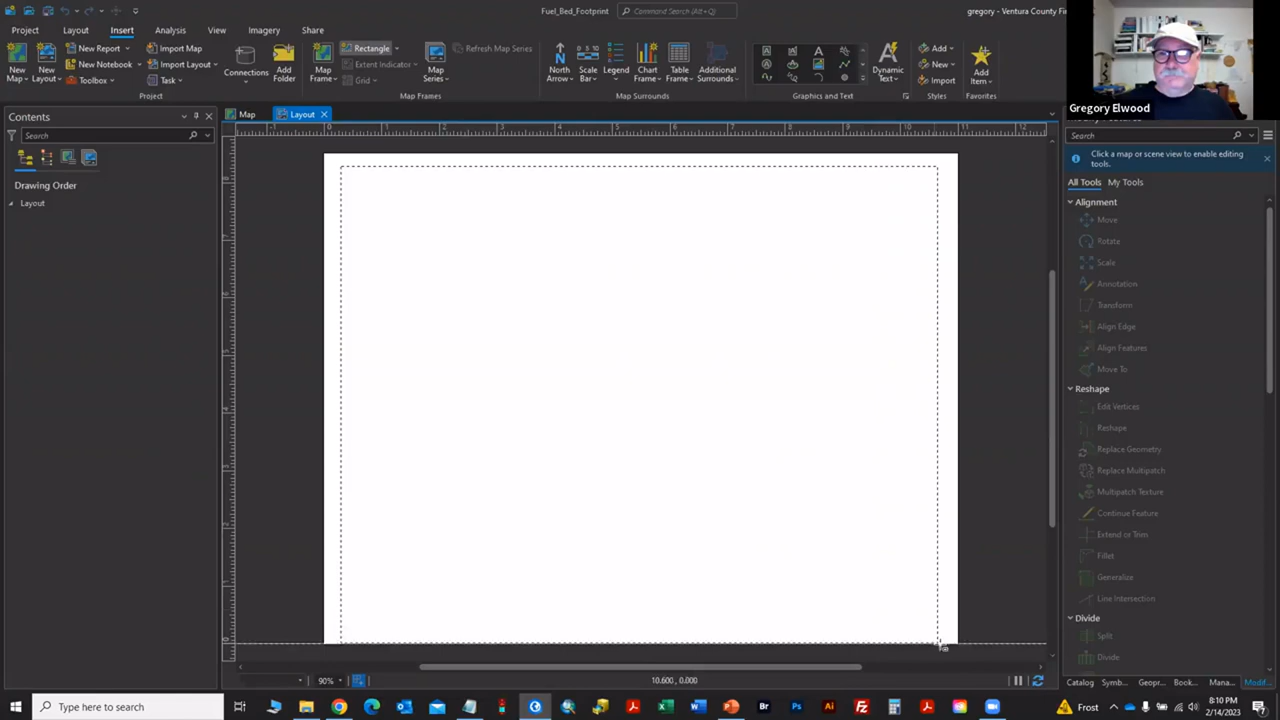 Fuel_Bed_Footprint
Command Search (Alt+Q)
gregory - Ventura County Fi
Project
Layout
Insert
Analysis
View
Imagery
Share
New Map
New Layout
New Report
New Notebook
Toolbox
Import Map
Import Layout
Task
Connections
Add Folder
Project
Map Frame
Rectangle
Extent Indicator
Grid
Map Series
Refresh Map Series
Map Frames
North Arrow
Scale Bar
Legend
Chart Frame
Table Frame
Additional Surrounds
Map Surrounds
Graphics and Text
Dynamic Text
Add
New
Import
Styles
Add Item
Favorites
Gregory Elwood
Contents
Search
Drawing Order
Layout
Map
Layout
Search
Click a map or scene view to enable editing
tools.
All Tools
My Tools
Alignment
Move
Rotate
Scale
Annotation
Transform
Align Edge
Align Features
Move To
Reshape
Edit Vertices
Reshape
Replace Geometry
Replace Multipatch
Multipatch Texture
Continue Feature
Extend or Trim
Fillet
Generalize
Line Intersection
Divide
Split
Divide
90%
10.600 , 0.000
Catalog
Symb...
Geopr...
Book...
Mana...
Modif...
Type here to search
Frost
8:10 PM
2/14/2023